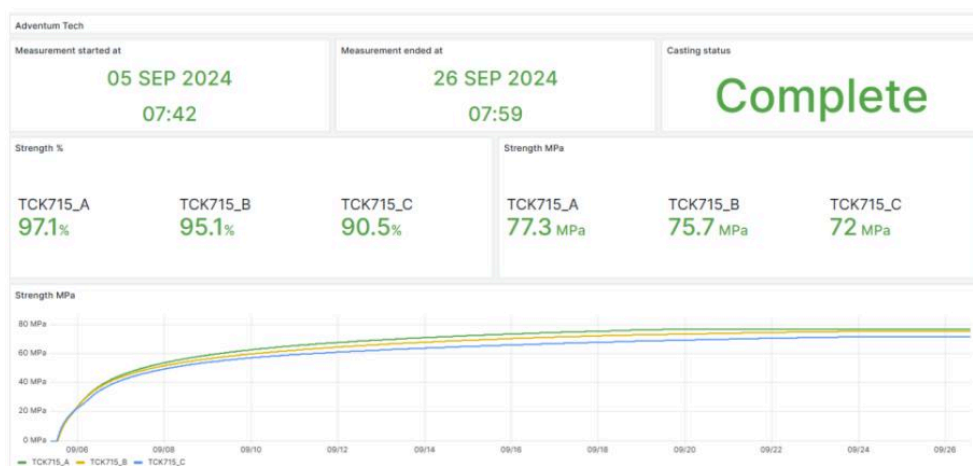 Adventum Tech
Measurement started at
05 SEP 2024
07:42
Measurement ended at
26 SEP 2024
07:59
Casting status
Complete
Strength %
TCK715_A
97.1%
TCK715_B
95.1%
TCK715_C
90.5%
Strength MPa
TCK715_A
77.3 MPa
TCK715_B
75.7 MPa
TCK715_C
72 MPa
Strength MPa
80 MPa
60 MPa
40 MPa
20 MPa
0 MPa
09/06 09/08 09/10 09/12 09/14 09/16 09/18 09/20 09/22 09/24 09/26
TCK715_A TCK715_B TCK715_C